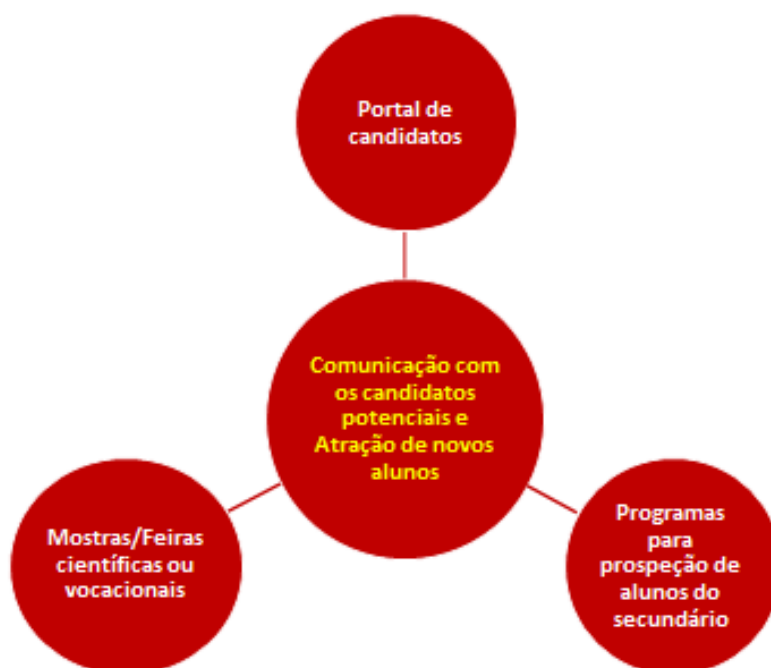 Portal de
candidatos
Comunicação com
os candidatos
potenciais e
Atração de novos
alunos
Mostras/Feiras
científicas ou
vocacionais
Programas
para
prospeção de
alunos do
secundário